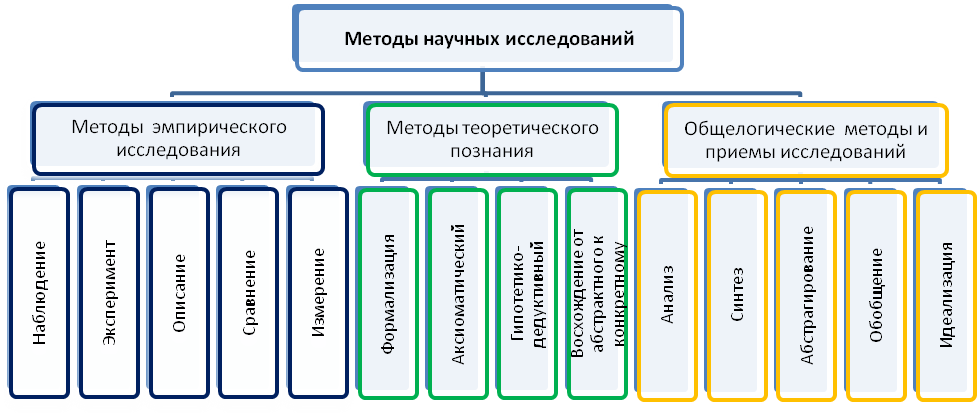 Методы научных исследований
Методы эмпирического
исследования
Методы теоретического
познания
Общелогические методы и
приемы исследований
Наблюдение
Эксперимент
Описание
Сравнение
Измерение
Формализация
Аксиоматический
Гипотетико-
дедуктивный
Восхождение от
абстрактного к
конкретному
Анализ
Синтез
Абстрагирование
Обобщение
Идеализация